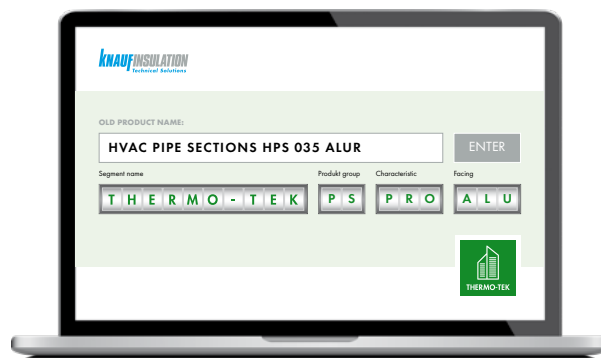 KNAUFINSULATION
Technical Solutions
OLD PRODUCT NAME:
HVAC PIPE SECTIONS HPS 035 ALUR
ENTER
Segment name Produkt group Characteristic Facing
THERMO-TEK PS PRO ALU
THERMO-TEK